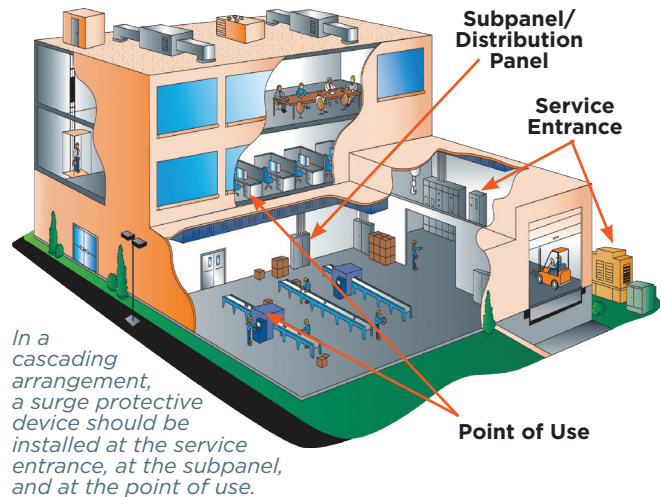 Subpanel/
Distribution
Panel
Service
Entrance
In a
cascading
arrangement,
a surge protective
device should be
installed at the service
entrance, at the subpanel,
and at the point of use.
Point of Use